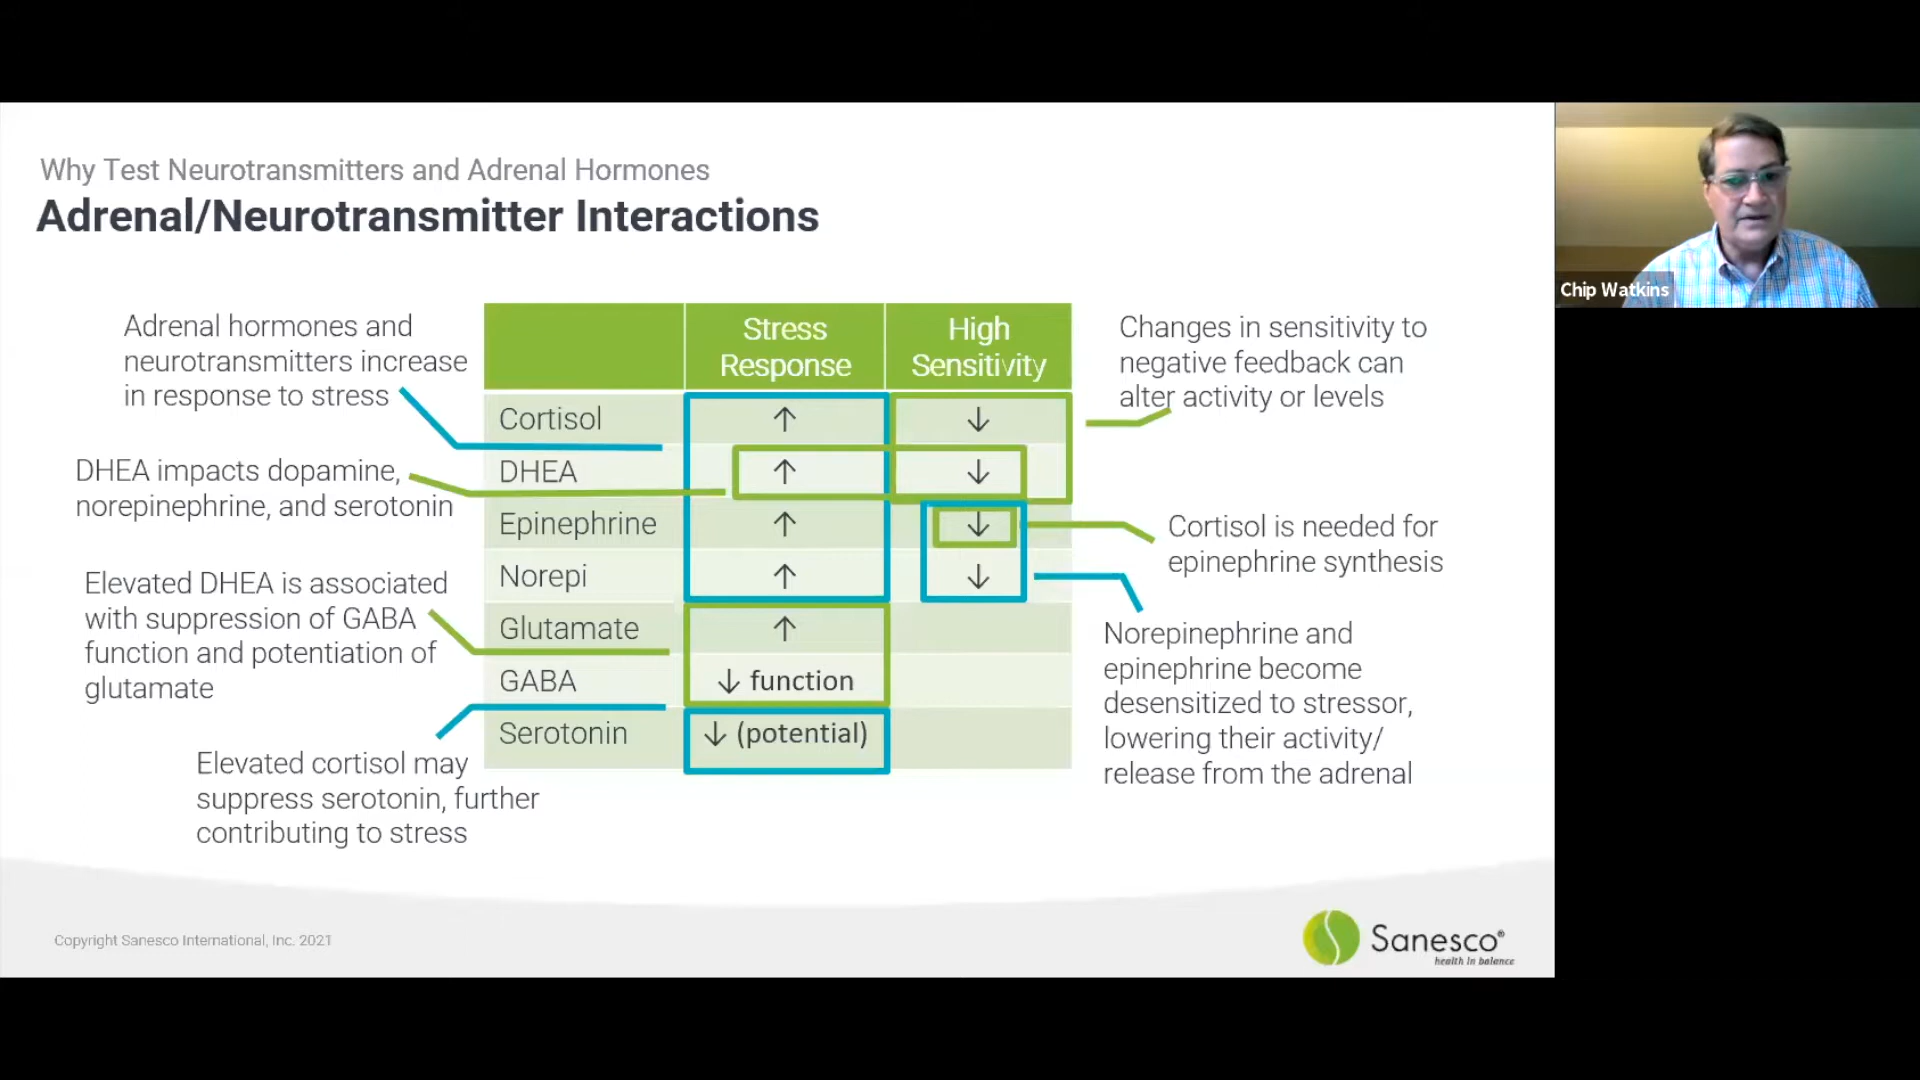 Why Test Neurotransmitters and Adrenal Hormones
Adrenal/Neurotransmitter Interactions
Chip Watkins
Adrenal hormones and
neurotransmitters increase
in response to stress
DHEA impacts dopamine,
norepinephrine, and serotonin
Elevated DHEA is associated
with suppression of GABA
function and potentiation of
glutamate
Elevated cortisol may
suppress serotonin, further
contributing to stress
Stress
Response
High
Sensitivity
Cortisol ↑ ↓
DHEA ↑ ↓
Epinephrine ↑ ↓
Norepi ↑ ↓
Glutamate ↑
GABA ↓ function
Serotonin ↓ (potential)
Changes in sensitivity to
negative feedback can
alter activity or levels
Cortisol is needed for
epinephrine synthesis
Norepinephrine and
epinephrine become
desensitized to stressor,
lowering their activity/
release from the adrenal
Copyright Sanesco International, Inc. 2021
Sanesco®
health in balance